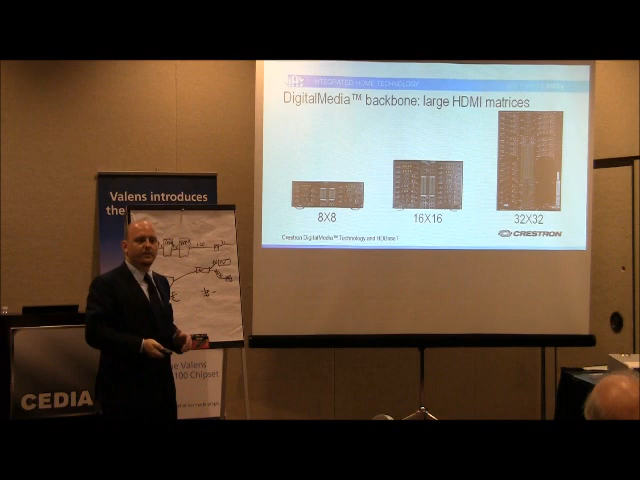 INTEGRATED HOME TECHNOLOGY
DigitalMedia™ backbone: large HDMI matrices
8X8
16X16
32X32
Crestron DigitalMedia™ Technology and HDBaseT
CRESTRON
Valens introduces
the
Valens
100 Chipset
CEDIA